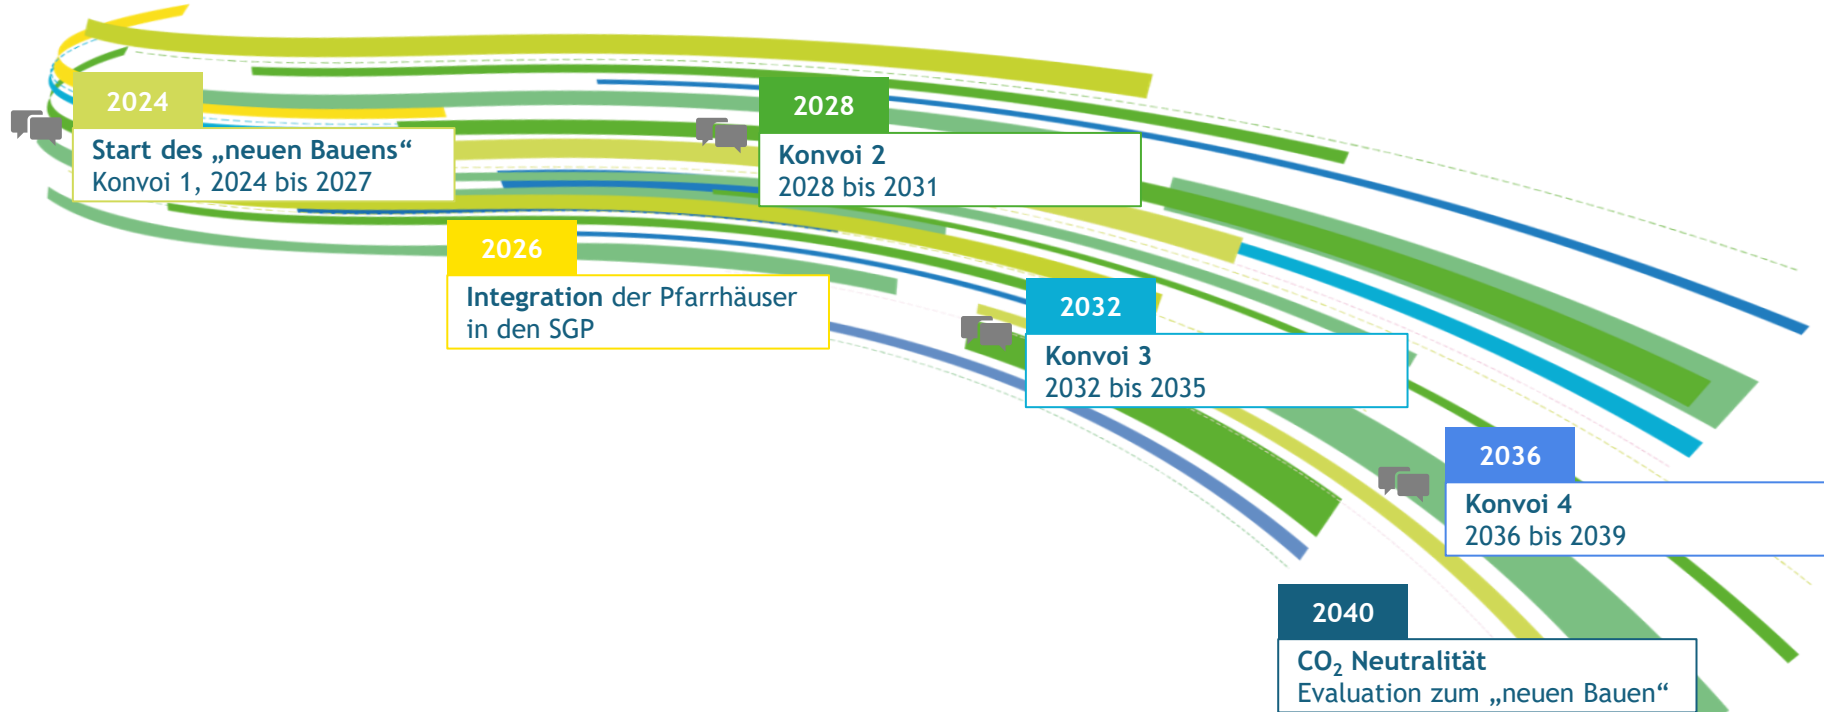 2024
Start des „neuen Bauens“
Konvoi 1, 2024 bis 2027
2026
Integration der Pfarrhäuser
in den SGP
2028
Konvoi 2
2028 bis 2031
2032
Konvoi 3
2032 bis 2035
2036
Konvoi 4
2036 bis 2039
2040
CO₂ Neutralität
Evaluation zum „neuen Bauen“